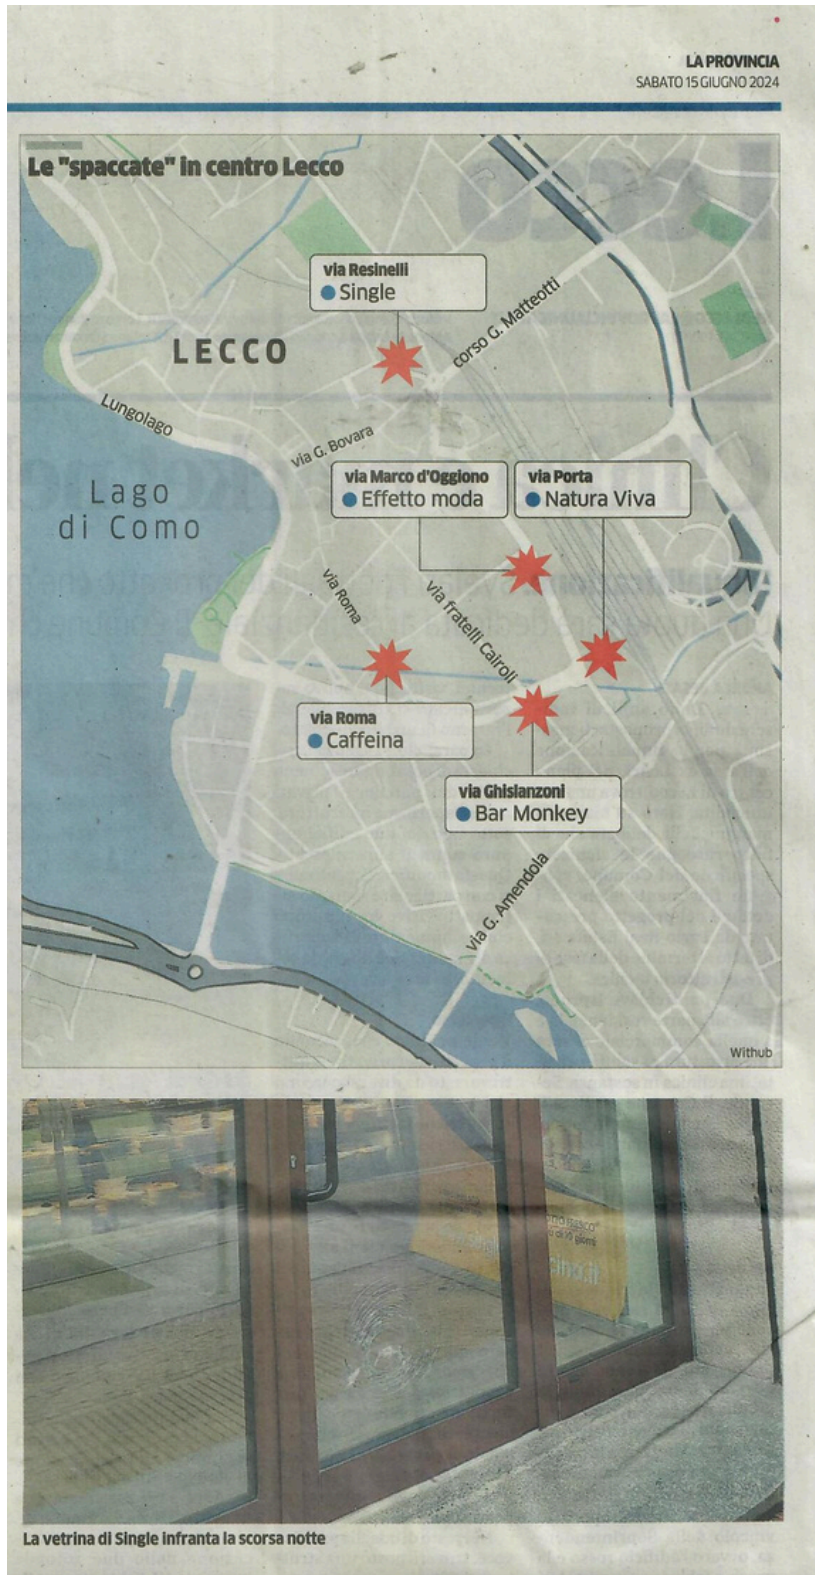 LA PROVINCIA
SABATO 15 GIUGNO 2024
Le "spaccate" in centro Lecco
via Resinelli
Single
corso G. Matteotti
LECCO
Lungolago
via G. Bovara
Lago
di Como
via Marco d'Oggiono
Effetto moda
via Porta
Natura Viva
via Roma
via fratelli Cairoli
via Roma
Caffeina
via Ghislanzoni
Bar Monkey
via G. Amendola
Withub
giorni
La vetrina di Single infranta la scorsa notte